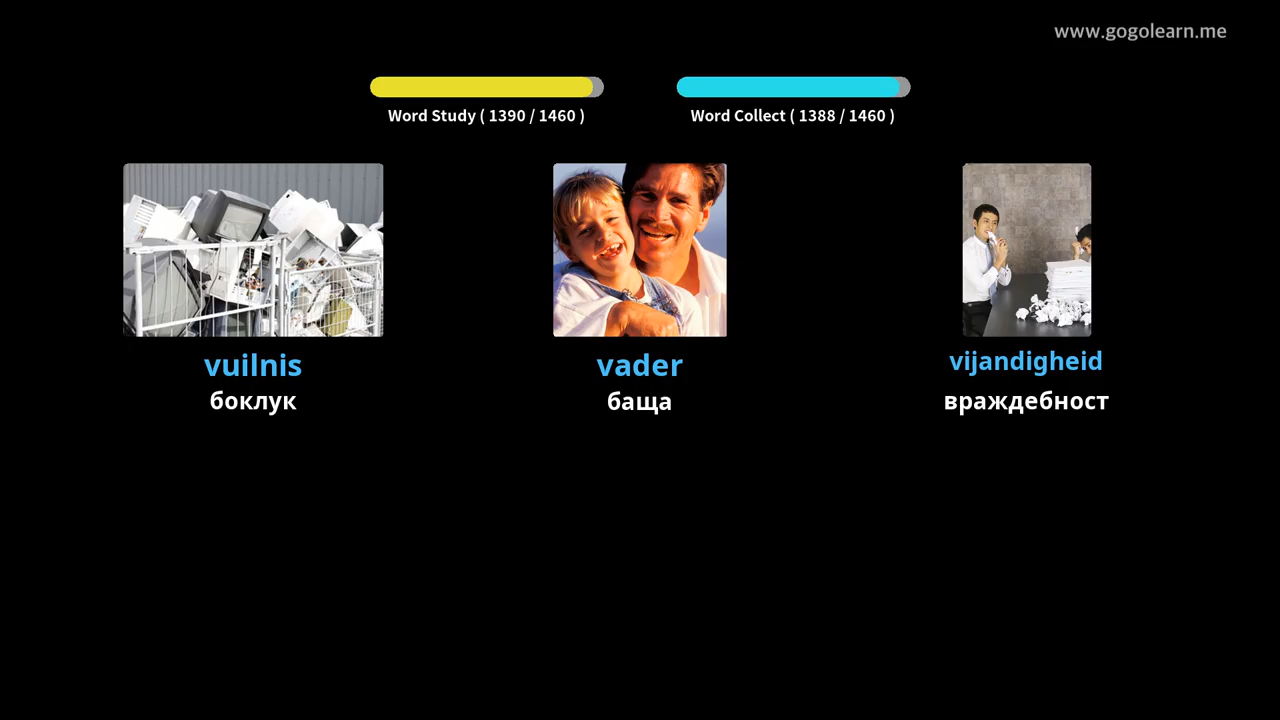 www.gogolearn.me
Word Study ( 1390 / 1460 )
Word Collect ( 1388 / 1460 )
vuilnis
vader
vijandigheid
боклук
баща
враждебност